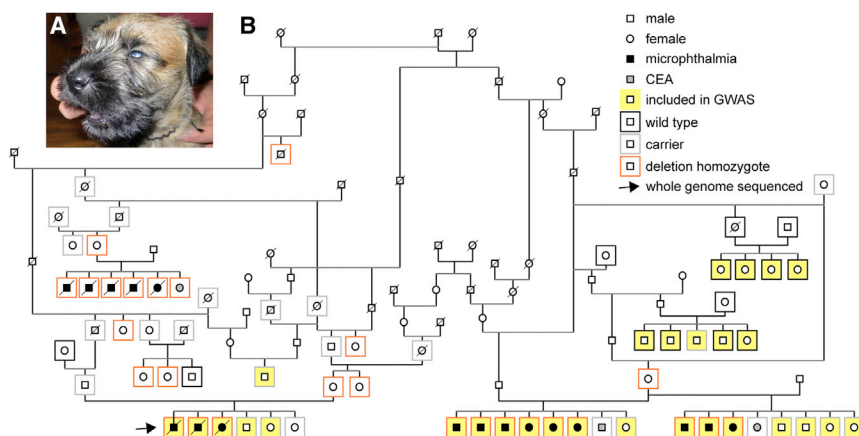 A
B
male
female
microphthalmia
CEA
included in GWAS
wild type
carrier
deletion homozygote
whole genome sequenced